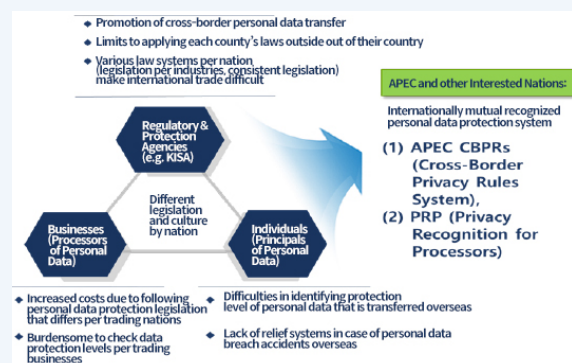 Promotion of cross-border personal data transfer
Limits to applying each county's laws outside out of their country
Various law systems per nation
(legislation per industries, consistent legislation)
make international trade difficult
Regulatory &
Protection
Agencies
(e.g. KISA)
Different
legislation
and culture
by nation
Businesses
(Processors
of Personal
Data)
Individuals
(Principals
of Personal
Data)
APEC and other Interested Nations:
Internationally mutual recognized
personal data protection system
(1) APEC CBPRs
(Cross-Border
Privacy Rules
System),
(2) PRP (Privacy
Recognition for
Processors)
Increased costs due to following
personal data protection legislation
that differs per trading nations
Burdensome to check data
protection levels per trading
businesses
Difficulties in identifying protection
level of personal data that is transferred overseas
Lack of relief systems in case of personal data
breach accidents overseas